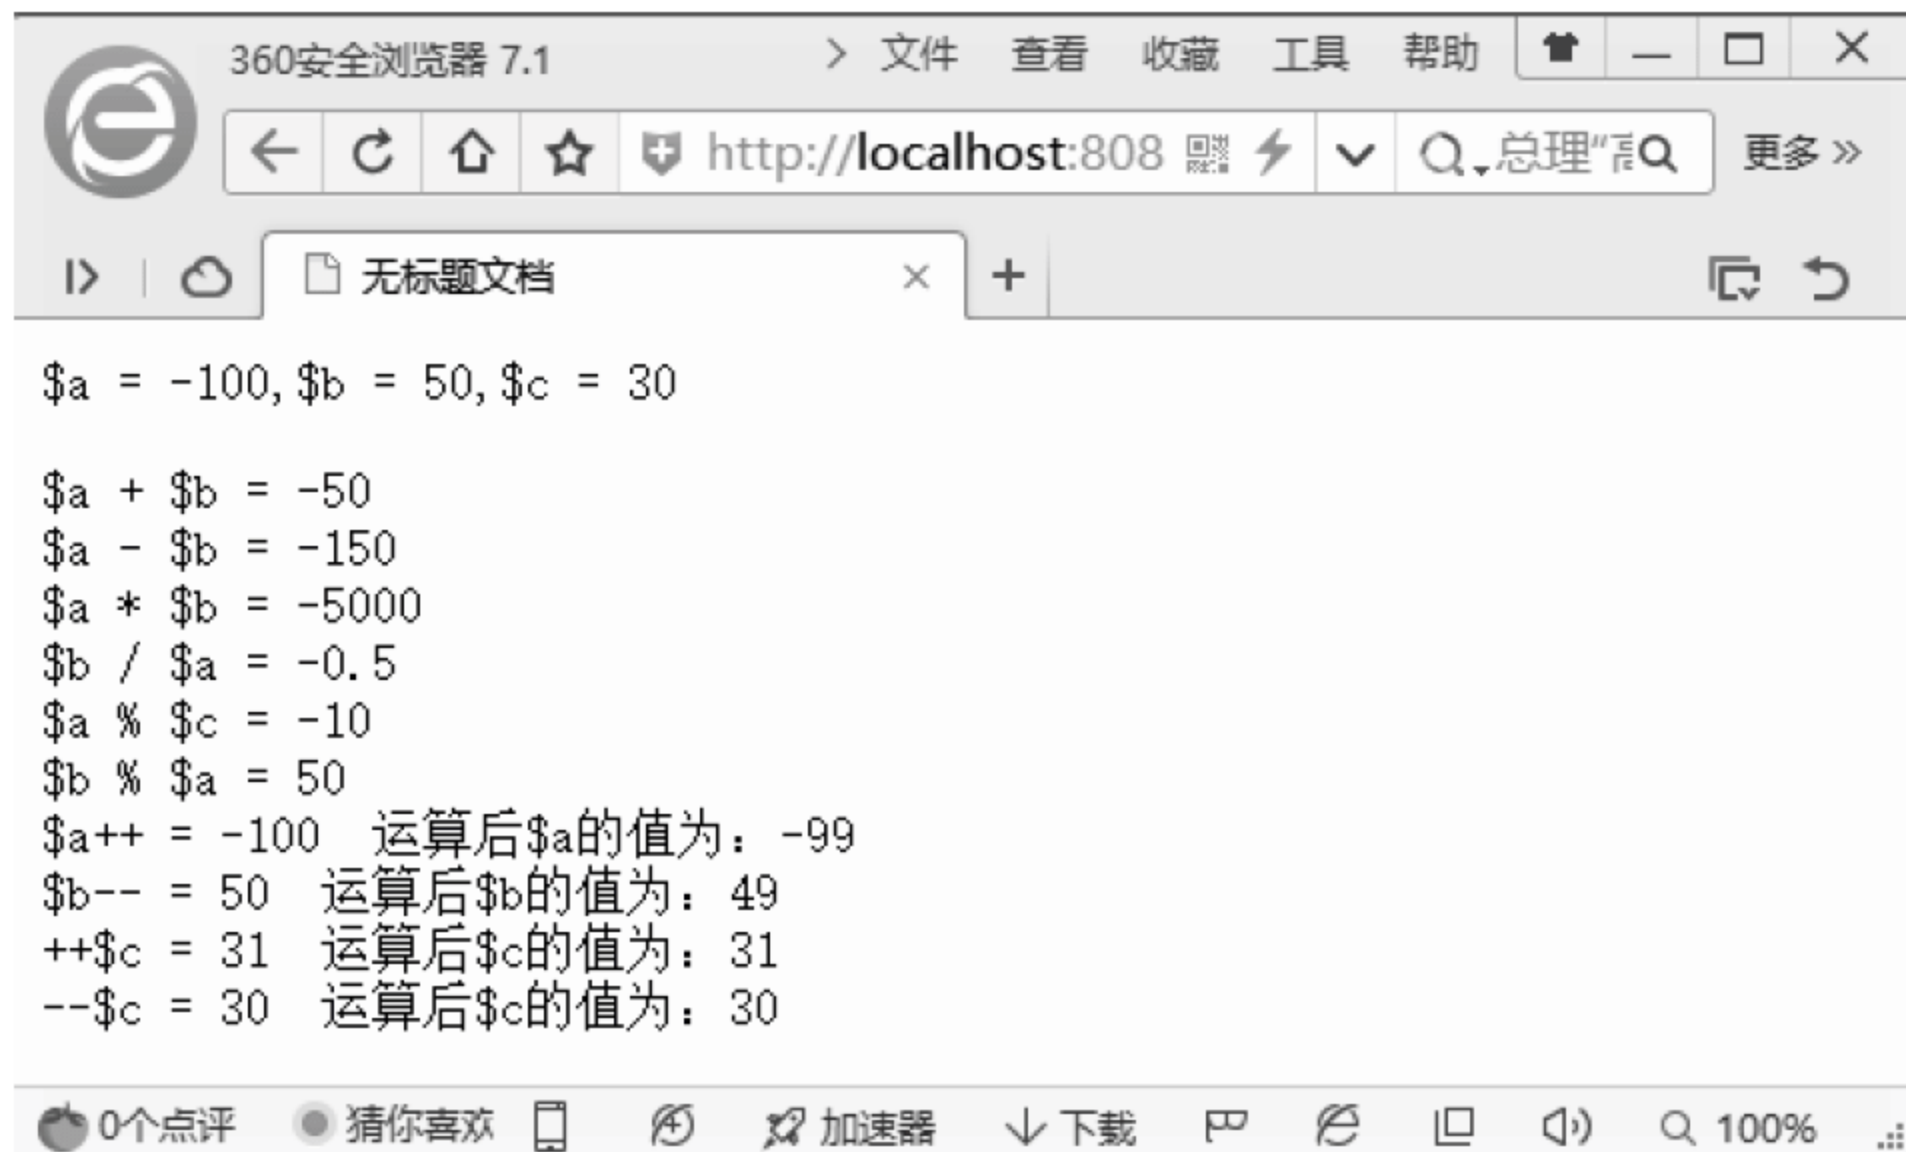 360安全浏览器 7.1 > 文件 查看 收藏 工具 帮助
http://localhost:808 总理“高 更多 »
无标题文档
$a = -100,$b = 50,$c = 30
$a + $b = -50
$a - $b = -150
$a * $b = -5000
$b / $a = -0.5
$a % $c = -10
$b % $a = 50
$a++ = -100 运算后$a的值为：-99
$b-- = 50 运算后$b的值为：49
++$c = 31 运算后$c的值为：31
--$c = 30 运算后$c的值为：30
0个点评 猜你喜欢 加速器 下载 100%